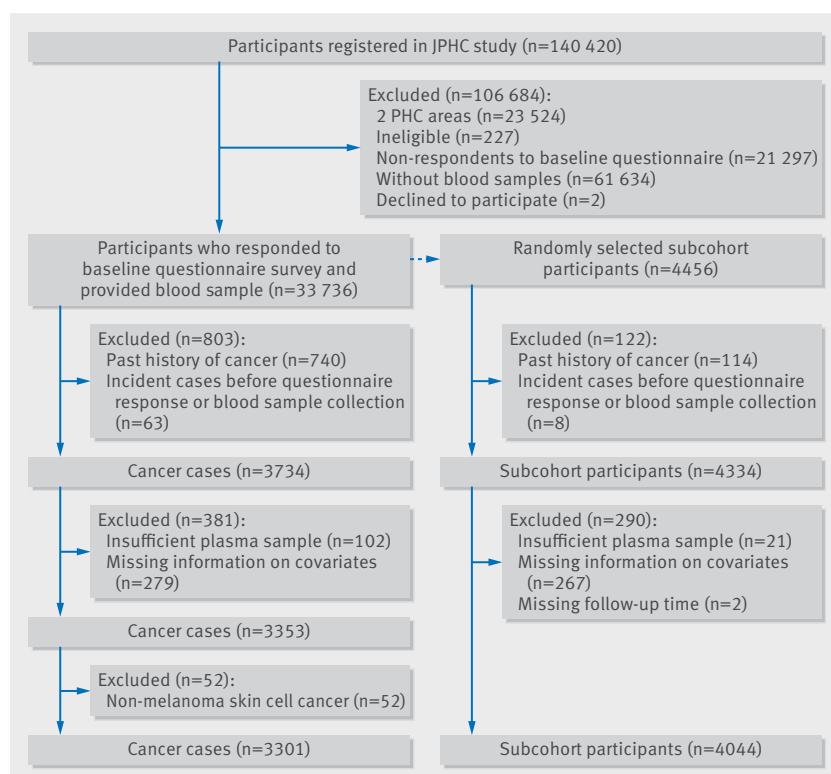 Participants registered in JPHC study (n=140 420)
Excluded (n=106 684):
2 PHC areas (n=23 524)
Ineligible (n=227)
Non-respondents to baseline questionnaire (n=21 297)
Without blood samples (n=61 634)
Declined to participate (n=2)
Participants who responded to
baseline questionnaire survey and
provided blood sample (n=33 736)
Randomly selected subcohort
participants (n=4456)
Excluded (n=803):
Past history of cancer (n=740)
Incident cases before questionnaire
response or blood sample collection
(n=63)
Excluded (n=122):
Past history of cancer (n=114)
Incident cases before questionnaire
response or blood sample collection
(n=8)
Cancer cases (n=3734)
Subcohort participants (n=4334)
Excluded (n=381):
Insufficient plasma sample (n=102)
Missing information on covariates
(n=279)
Excluded (n=290):
Insufficient plasma sample (n=21)
Missing information on covariates
(n=267)
Missing follow-up time (n=2)
Cancer cases (n=3353)
Excluded (n=52):
Non-melanoma skin cell cancer (n=52)
Cancer cases (n=3301)
Subcohort participants (n=4044)